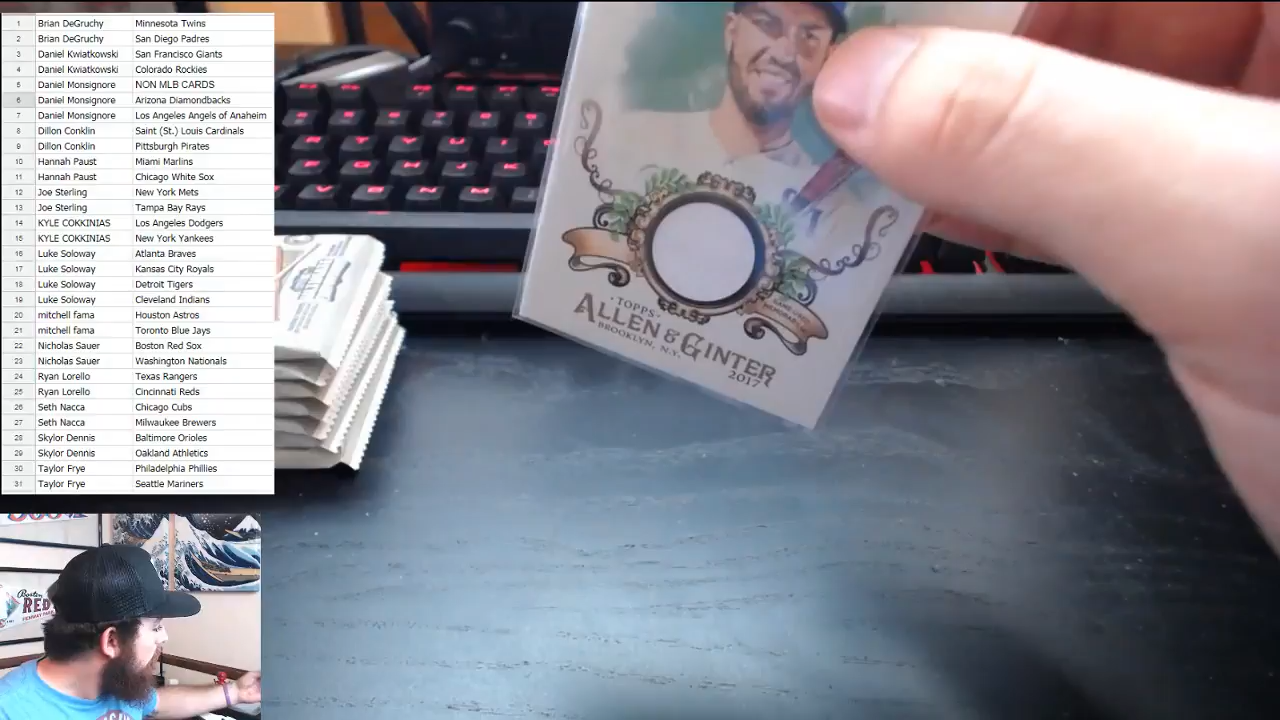 1 Brian DeGruchy Minnesota Twins
2 Brian DeGruchy San Diego Padres
3 Daniel Kwiatkowski San Francisco Giants
4 Daniel Kwiatkowski Colorado Rockies
5 Daniel Monsignore NON MLB CARDS
6 Daniel Monsignore Arizona Diamondbacks
7 Daniel Monsignore Los Angeles Angels of Anaheim
8 Dillon Conklin Saint (St.) Louis Cardinals
9 Dillon Conklin Pittsburgh Pirates
10 Hannah Paust Miami Marlins
11 Hannah Paust Chicago White Sox
12 Joe Sterling New York Mets
13 Joe Sterling Tampa Bay Rays
14 KYLE COKKINIAS Los Angeles Dodgers
15 KYLE COKKINIAS New York Yankees
16 Luke Soloway Atlanta Braves
17 Luke Soloway Kansas City Royals
18 Luke Soloway Detroit Tigers
19 Luke Soloway Cleveland Indians
20 mitchell fama Houston Astros
21 mitchell fama Toronto Blue Jays
22 Nicholas Sauer Boston Red Sox
23 Nicholas Sauer Washington Nationals
24 Ryan Lorello Texas Rangers
25 Ryan Lorello Cincinnati Reds
26 Seth Nacca Chicago Cubs
27 Seth Nacca Milwaukee Brewers
28 Skylor Dennis Baltimore Orioles
29 Skylor Dennis Oakland Athletics
30 Taylor Frye Philadelphia Phillies
31 Taylor Frye Seattle Mariners
·TOPPS·
ALLEN & GINTER
BROOKLYN, N.Y.
2017
Boston
RED